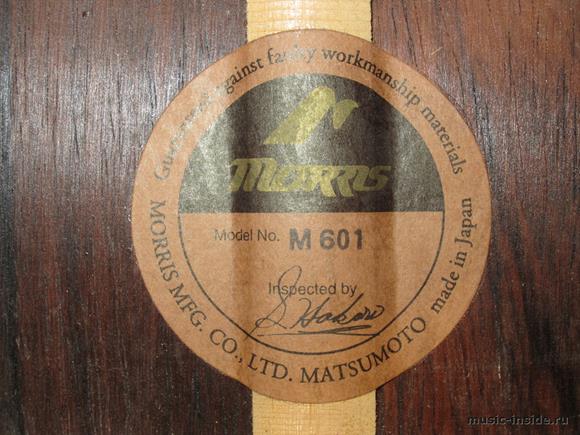 Guaranteed against faulty workmanship materials
MORRIS
Model No. M 601
Inspected by
S. Hakari
MORRIS MFG. CO., LTD. MATSUMOTO made in Japan
music-inside.ru